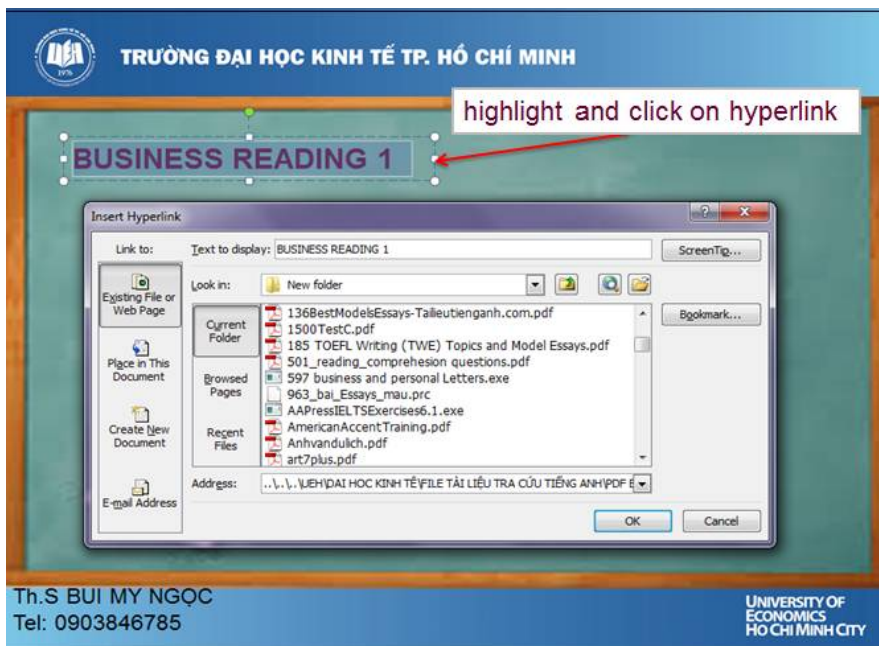 UEH
1976
TRƯỜNG ĐẠI HỌC KINH TẾ TP. HỒ CHÍ MINH
highlight and click on hyperlink
BUSINESS READING 1
Insert Hyperlink
Link to:
Text to display: BUSINESS READING 1
ScreenTip...
Existing File or
Web Page
Look in: New folder
Bookmark...
Current
Folder
Browsed
Pages
Recent
Files
136BestModelsEssays-Tailieutienganh.com.pdf
1500TestC.pdf
185 TOEFL Writing (TWE) Topics and Model Essays.pdf
501_reading_comprehesion questions.pdf
597 business and personal Letters.exe
963_bai_Essays_mau.prc
AAPressIELTSExercises6.1.exe
AmericanAccentTraining.pdf
Anhvandulich.pdf
art7plus.pdf
Place in This
Document
Create New
Document
E-mail Address
Address: ..\..\..\UEH\DAI HOC KINH TẾ\FILE TÀI LIỆU TRA CỨU TIẾNG ANH\PDF E
OK
Cancel
Th.S BUI MY NGỌC
Tel: 0903846785
UNIVERSITY OF
ECONOMICS
HO CHI MINH CITY